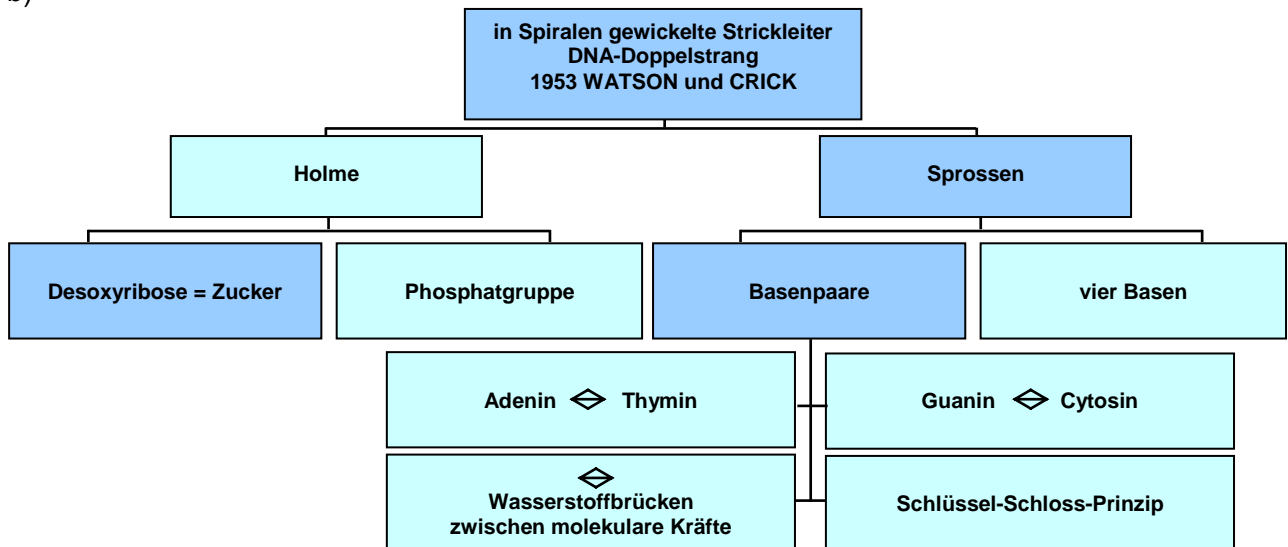 b)
in Spiralen gewickelte Strickleiter
DNA-Doppelstrang
1953 WATSON und CRICK
Holme
Sprossen
Desoxyribose = Zucker
Phosphatgruppe
Basenpaare
vier Basen
Adenin Thymin
Guanin Cytosin
Wasserstoffbrücken
zwischen molekulare Kräfte
Schlüssel-Schloss-Prinzip